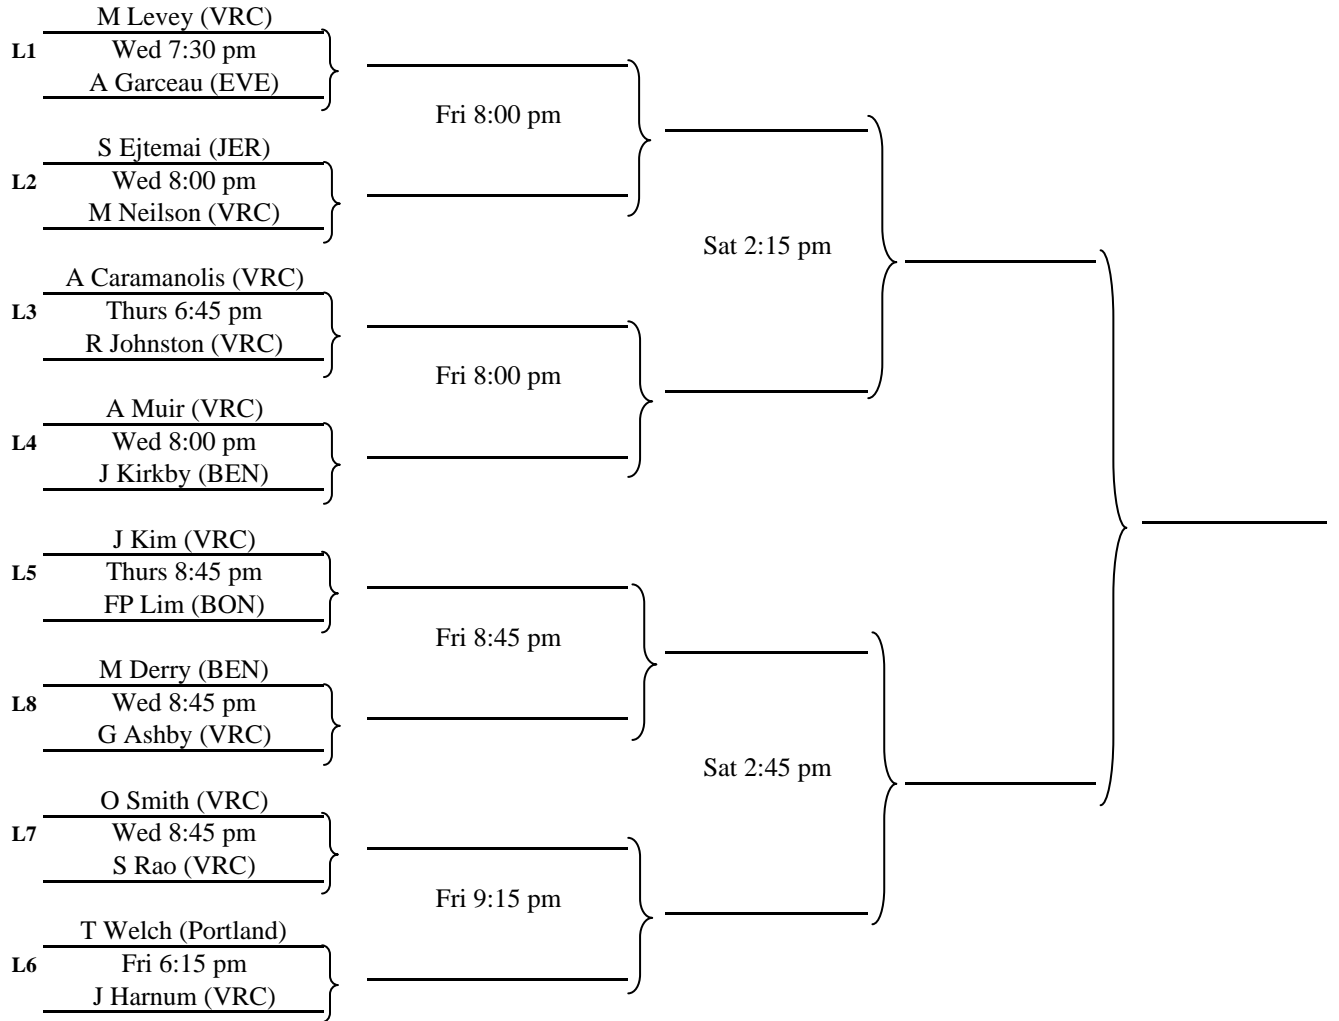 M Levey (VRC)
L1
Wed 7:30 pm
A Garceau (EVE)
Fri 8:00 pm
S Ejtemai (JER)
L2
Wed 8:00 pm
M Neilson (VRC)
Sat 2:15 pm
A Caramanolis (VRC)
L3
Thurs 6:45 pm
R Johnston (VRC)
Fri 8:00 pm
A Muir (VRC)
L4
Wed 8:00 pm
J Kirkby (BEN)
J Kim (VRC)
L5
Thurs 8:45 pm
FP Lim (BON)
Fri 8:45 pm
M Derry (BEN)
L8
Wed 8:45 pm
G Ashby (VRC)
Sat 2:45 pm
O Smith (VRC)
L7
Wed 8:45 pm
S Rao (VRC)
Fri 9:15 pm
T Welch (Portland)
L6
Fri 6:15 pm
J Harnum (VRC)